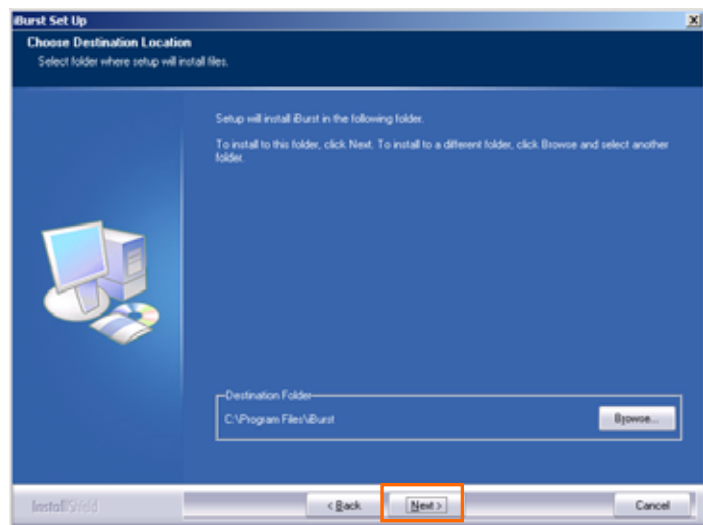 iBurst Set Up
Choose Destination Location
Select folder where setup will install files.
Setup will install iBurst in the following folder.
To install to this folder, click Next. To install to a different folder, click Browse and select another
folder.
Destination Folder
C:\Program Files\iBurst
Browse...
InstallShield
< Back
Next >
Cancel